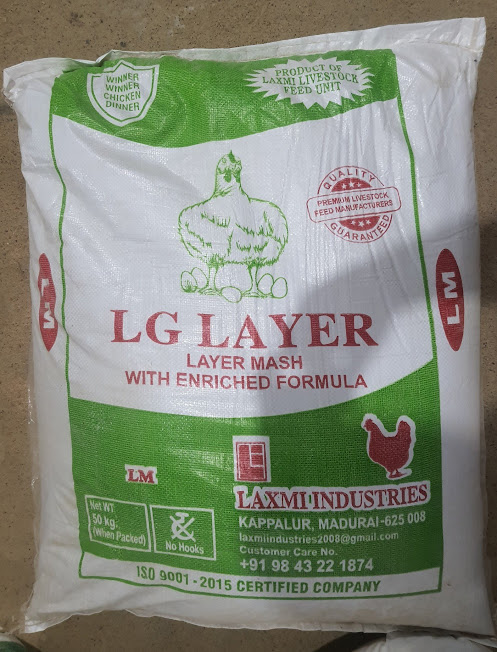 WINNER
WINNER
CHICKEN
DINNER
PRODUCT OF
LAXMI LIVESTOCK
FEED UNIT
QUALITY
PREMIUM LIVESTOCK
FEED MANUFACTURERS
GUARANTEED
LM
LM
LG LAYER
LAYER MASH
WITH ENRICHED FORMULA
LM
LAXMI INDUSTRIES
KAPPALUR, MADURAI-625 008
laxmiindustries2008@gmail.com
Customer Care No.
+91 98 43 22 1874
Net WT.
50 kg.
(When Packed)
No Hooks
ISO 9001 - 2015 CERTIFIED COMPANY